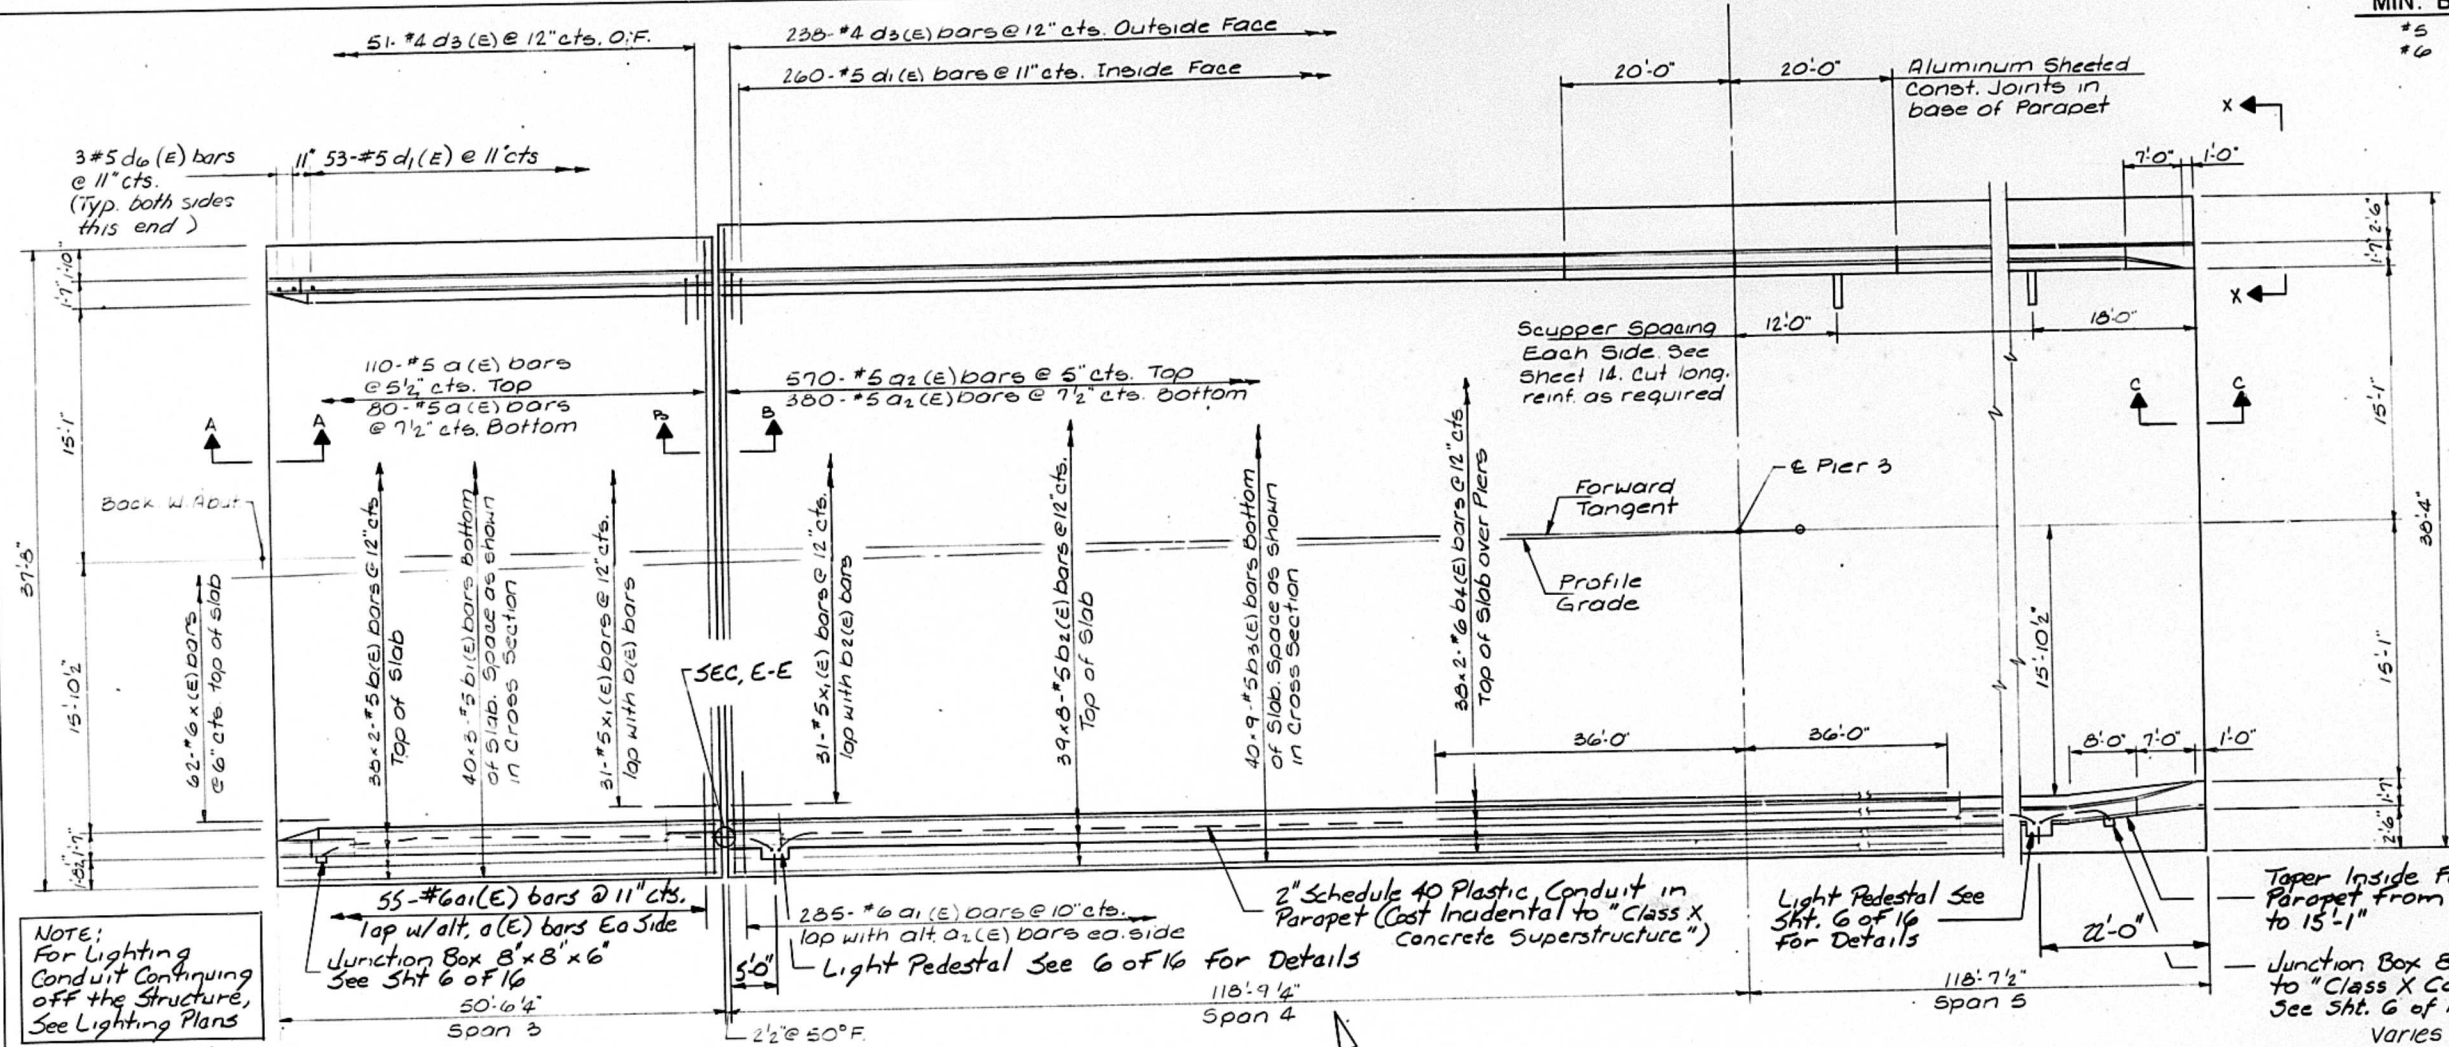 MIN. B
#5
#6
51- #4 d3(E) @ 12" cts. O.F.
238- #4 d3(E) bars @ 12" cts. Outside Face
260- #5 d1(E) bars @ 11" cts. Inside Face
20'-0"
20'-0"
Aluminum Sheeted
Const. Joints in
base of Parapet
X
7'-0"
1'-0"
3 #5 d6(E) bars
@ 11" cts.
(Typ. both sides
this end)
11"
53-#5 d1(E) @ 11"cts
1'-10"
1'-7"
2'-6"
1'-7"
X
Scupper Spacing
Each Side. See
Sheet 14. Cut long.
reinf. as required
12'-0"
18'-0"
110- #5 a(E) bars
@ 5½" cts. Top
80- #5 a(E) bars
@ 7½" cts. Bottom
570- #5 a2(E) bars @ 5" cts. Top
380- #5 a2(E) bars @ 7½" cts. Bottom
A
A
B
B
C
C
15'-1"
15'-1"
37'-8"
38'-4"
Back W. Abut.
℄ Pier 3
Forward
Tangent
Profile
Grade
62- #6 x(E) bars
@ 6" cts. top of slab
38x2- #5 b(E) bars @ 12" cts
Top of Slab
40x3- #5 b1(E) bars Bottom
of Slab. Space as shown
in Cross Section
31- #5 x1(E) bars @ 12" cts.
lap with b(E) bars
31- #5 x1(E) bars @ 12" cts.
lap with b2(E) bars
39x8- #5 b2(E) bars @ 12" cts.
Top of Slab
40x9- #5 b3(E) bars Bottom
of Slab. Space as shown
in Cross Section
38x2- #6 b4(E) bars @ 12" cts
Top of Slab over Piers
SEC, E-E
15'-10½"
15'-10½"
15'-1"
36'-0"
36'-0"
8'-0"
7'-0"
1'-0"
1'-7"
1'-7"
2'-6"
55-#6a1(E) bars @ 11" cts.
lap w/alt. a(E) bars Ea Side
Junction Box 8"x8"x6"
See Sht 6 of 16
285- #6 a1(E) bars @ 10" cts.
lap with alt. a2(E) bars ea. side
5'-0"
Light Pedestal See 6 of 16 for Details
2" Schedule 40 Plastic Conduit in
Parapet (Cost Incidental to "Class X
Concrete Superstructure")
Light Pedestal See
Sht. 6 of 16
For Details
22'-0"
Taper Inside
Parapet from
to 15'-1"
Junction Box 8
to "Class X
See Sht. 6 of
Varies
NOTE:
For Lighting
Conduit Continuing
off the Structure,
See Lighting Plans
50'-6¼"
Span 3
2½" @ 50°F.
118'-9¼"
Span 4
118'-7½"
Span 5